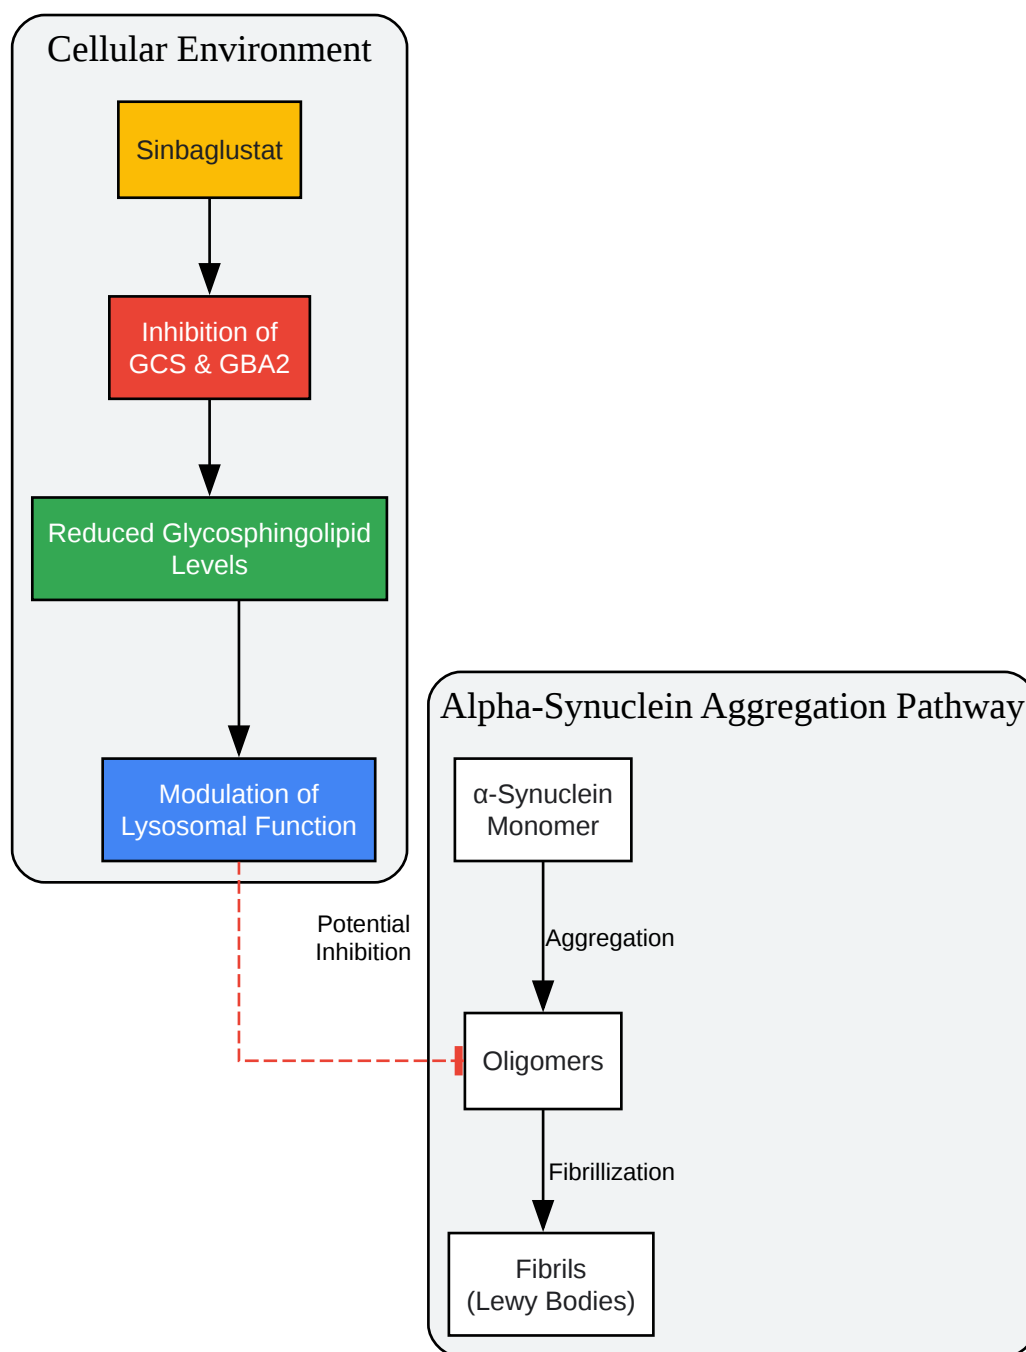 Cellular Environment
Sinbaglustat
Inhibition of
GCS & GBA2
Reduced Glycosphingolipid
Levels
Modulation of
Lysosomal Function
Potential
Inhibition
Alpha-Synuclein Aggregation Pathway
α-Synuclein
Monomer
Aggregation
Oligomers
Fibrillization
Fibrils
(Lewy Bodies)